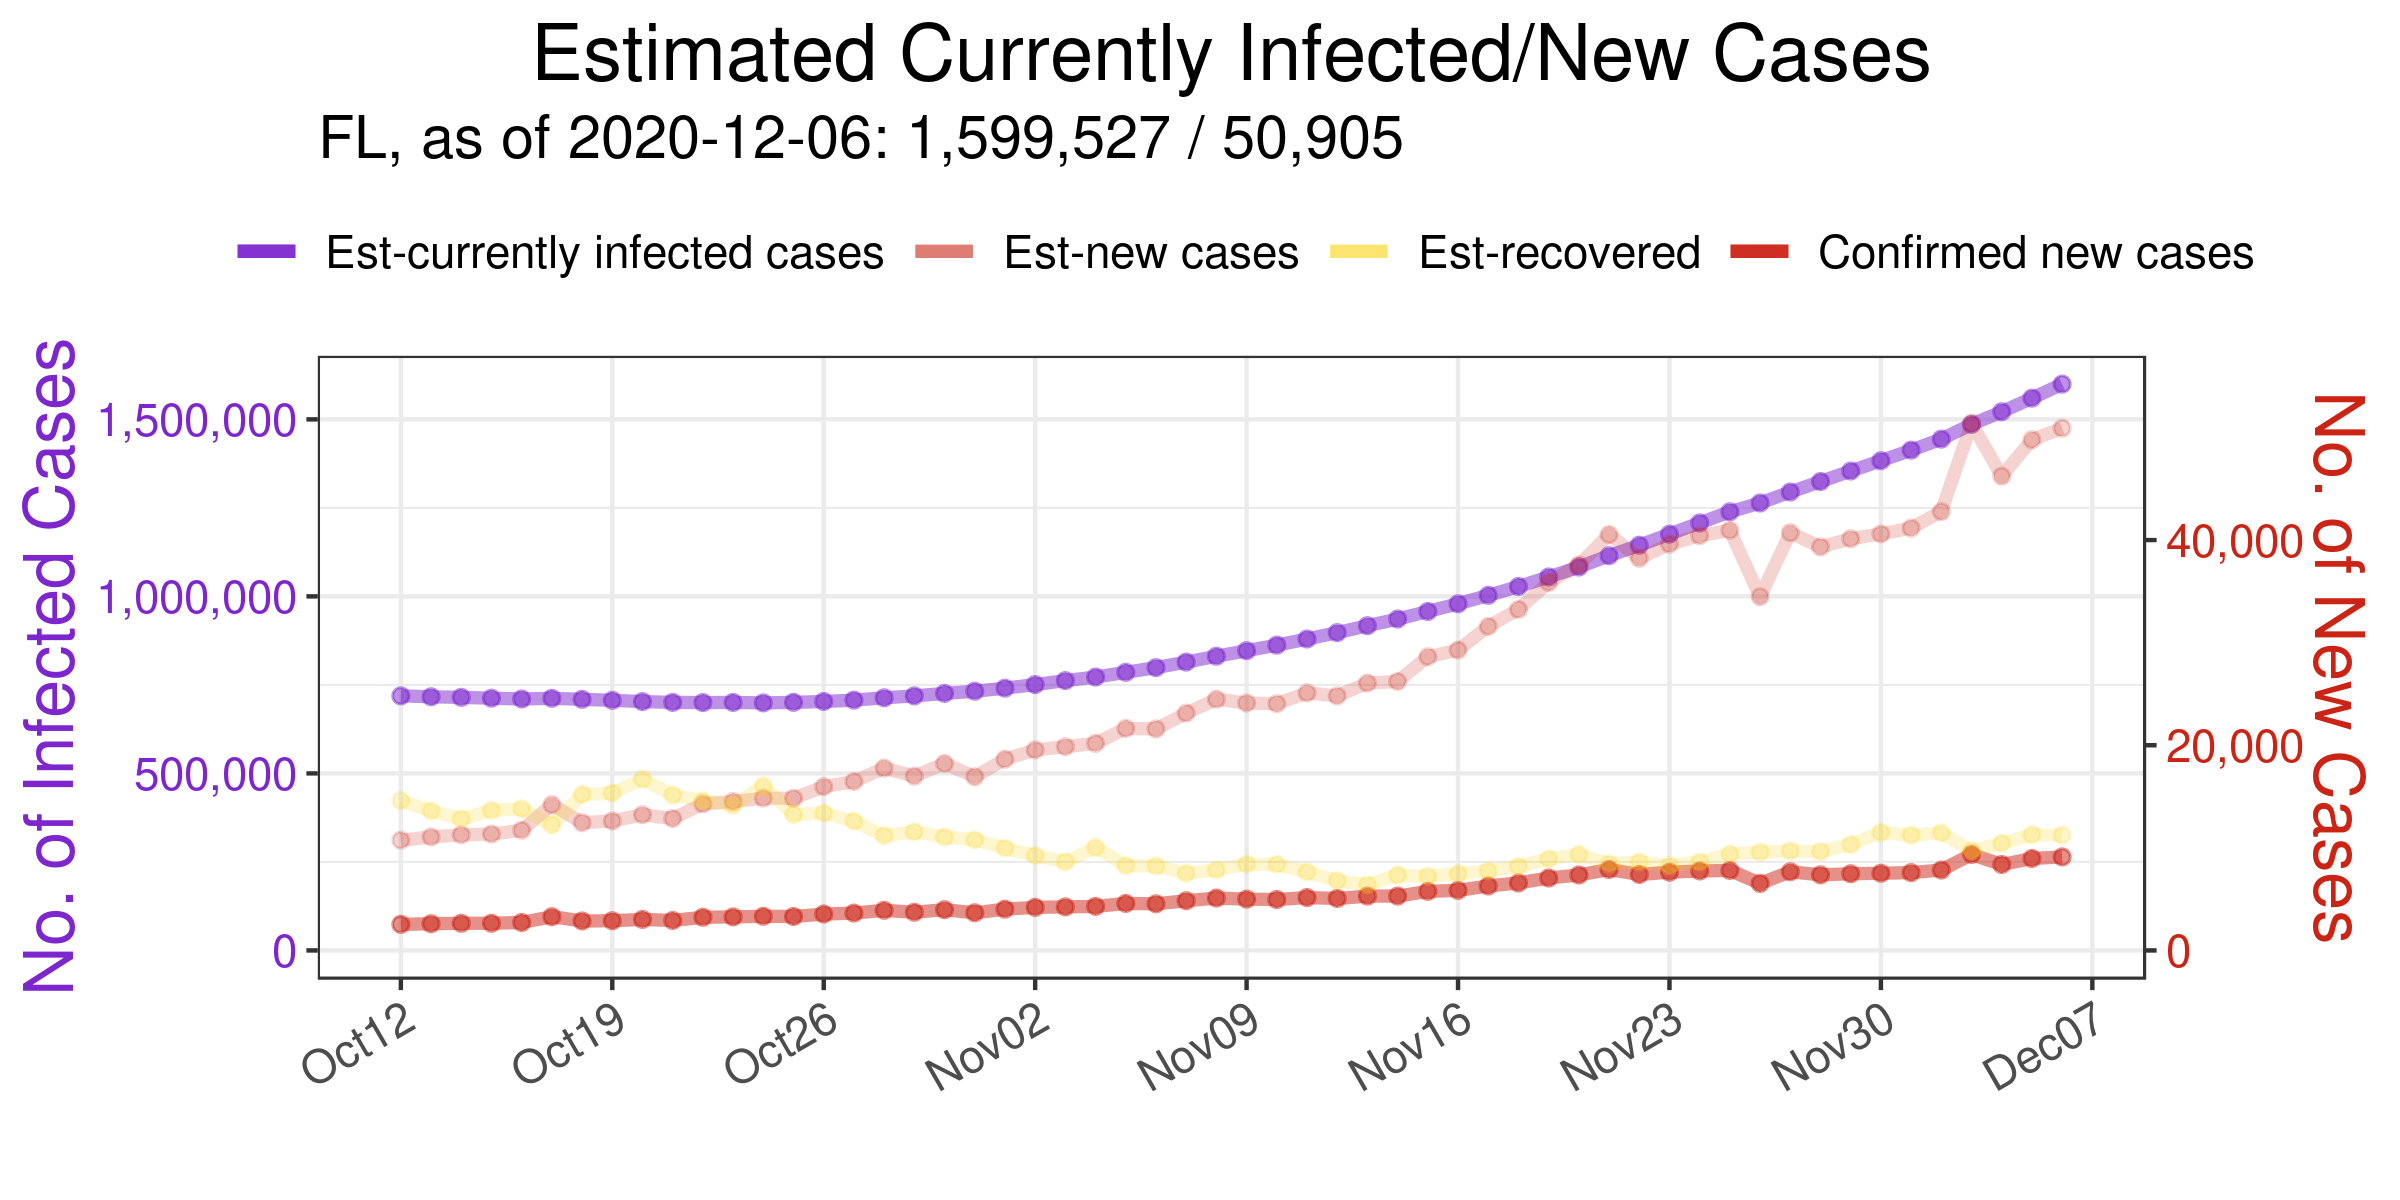 Estimated Currently Infected/New Cases
FL, as of 2020-12-06: 1,599,527 / 50,905
Est-currently infected cases Est-new cases Est-recovered Confirmed new cases
No. of Infected Cases
1,500,000
1,000,000
500,000
0
40,000
20,000
0
No. of New Cases
Oct12 Oct19 Oct26 Nov02 Nov09 Nov16 Nov23 Nov30 Dec07